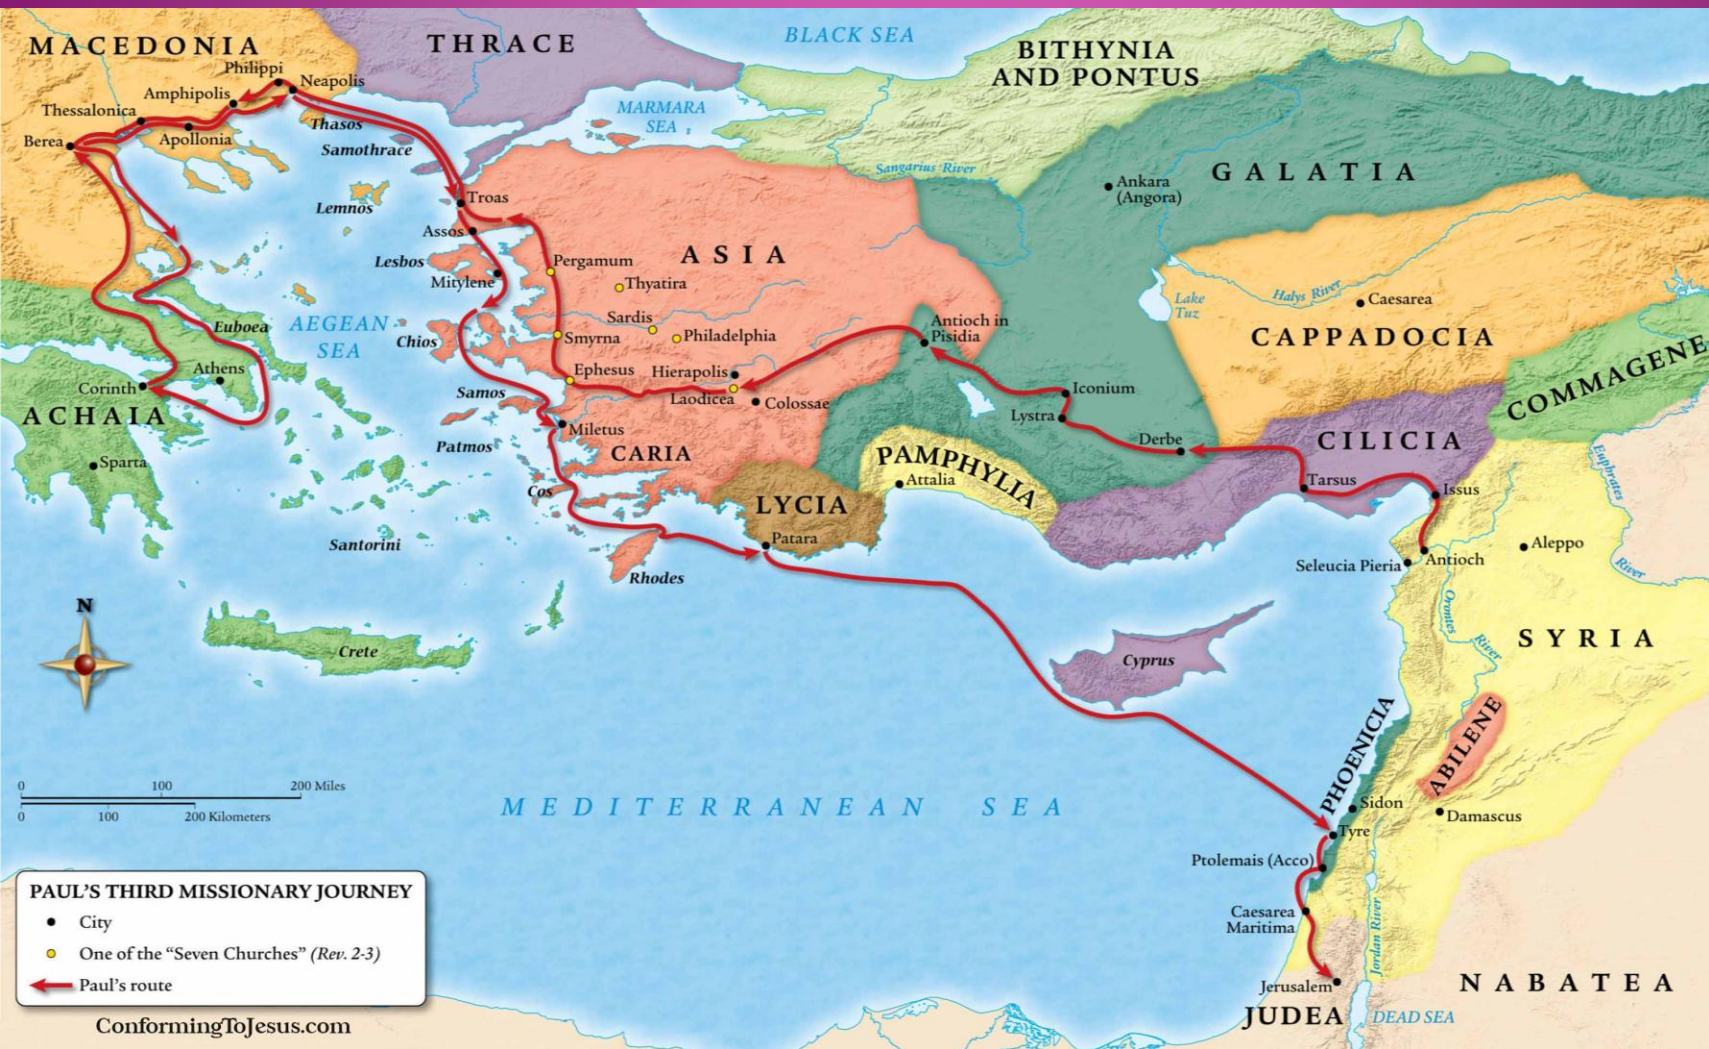 MACEDONIA
THRACE
BLACK SEA
BITHYNIA
AND PONTUS
Philippi
Neapolis
Amphipolis
Thessalonica
Apollonia
Berea
Thasos
Samothrace
MARMARA
SEA
Sangarius River
GALATIA
Ankara
(Angora)
Lemnos
Troas
Assos
ASIA
Lesbos
Mitylene
Pergamum
Thyatira
Sardis
Philadelphia
Smyrna
Antioch in
Pisidia
Lake
Tuz
Halys River
Caesarea
CAPPADOCIA
COMMAGENE
Euboea
AEGEAN
SEA
Chios
Athens
Corinth
ACHAIA
Sparta
Samos
Ephesus
Hierapolis
Laodicea
Colossae
Iconium
Lystra
Derbe
CILICIA
Patmos
Miletus
CARIA
PAMPHYLIA
Attalia
Tarsus
Issus
Euphrates
River
Cos
LYCIA
Patara
Santorini
Rhodes
Seleucia Pieria
Antioch
Aleppo
Orontes
River
SYRIA
N
Crete
Cyprus
PHOENICIA
ABILENE
0 100 200 Miles
0 100 200 Kilometers
MEDITERRANEAN SEA
Sidon
Tyre
Damascus
Ptolemais (Acco)
Caesarea
Maritima
Jordan River
Jerusalem
JUDEA
DEAD SEA
NABATEA
PAUL'S THIRD MISSIONARY JOURNEY
City
One of the “Seven Churches” (Rev. 2-3)
Paul's route
ConformingToJesus.com